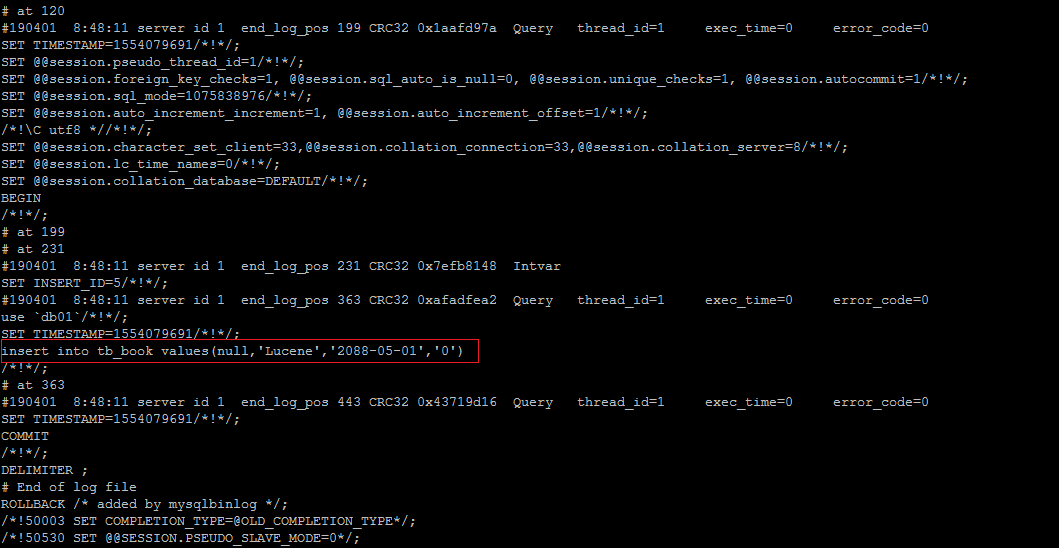 # at 120
#190401  8:48:11 server id 1  end_log_pos 199 CRC32 0x1aafd97a  Query   thread_id=1     exec_time=0     error_code=0
SET TIMESTAMP=1554079691/*!*/;
SET @@session.pseudo_thread_id=1/*!*/;
SET @@session.foreign_key_checks=1, @@session.sql_auto_is_null=0, @@session.unique_checks=1, @@session.autocommit=1/*!*/;
SET @@session.sql_mode=1075838976/*!*/;
SET @@session.auto_increment_increment=1, @@session.auto_increment_offset=1/*!*/;
/*!\C utf8 *//*!*/;
SET @@session.character_set_client=33,@@session.collation_connection=33,@@session.collation_server=8/*!*/;
SET @@session.lc_time_names=0/*!*/;
SET @@session.collation_database=DEFAULT/*!*/;
BEGIN
/*!*/;
# at 199
# at 231
#190401  8:48:11 server id 1  end_log_pos 231 CRC32 0x7efb8148  Intvar
SET INSERT_ID=5/*!*/;
#190401  8:48:11 server id 1  end_log_pos 363 CRC32 0xafadfea2  Query   thread_id=1     exec_time=0     error_code=0
use `db01`/*!*/;
SET TIMESTAMP=1554079691/*!*/;
insert into tb_book values(null,'Lucene','2088-05-01','0')
/*!*/;
# at 363
#190401  8:48:11 server id 1  end_log_pos 443 CRC32 0x43719d16  Query   thread_id=1     exec_time=0     error_code=0
SET TIMESTAMP=1554079691/*!*/;
COMMIT
/*!*/;
DELIMITER ;
# End of log file
ROLLBACK /* added by mysqlbinlog */;
/*!50003 SET COMPLETION_TYPE=@OLD_COMPLETION_TYPE*/;
/*!50530 SET @@SESSION.PSEUDO_SLAVE_MODE=0*/;